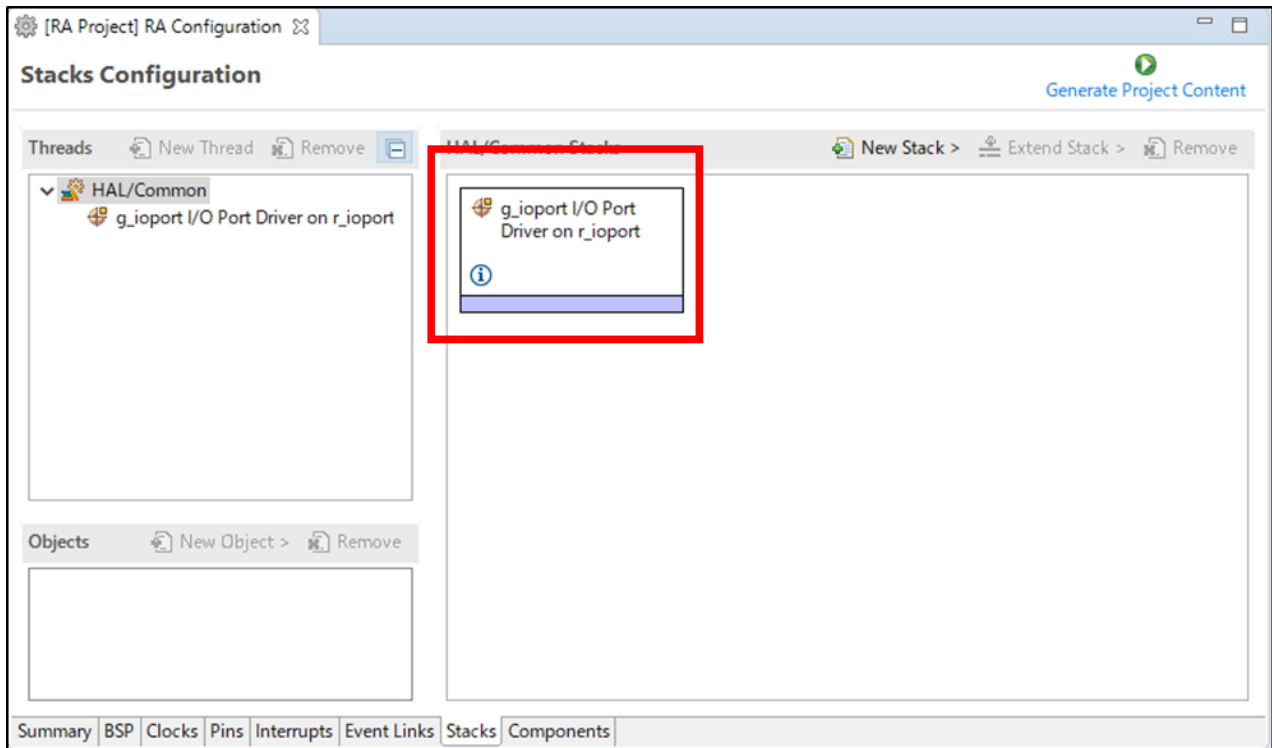 [RA Project] RA Configuration
Stacks Configuration
Generate Project Content
Threads New Thread Remove
HAL/Common
g_ioport I/O Port Driver on r_ioport
HAL/Common Stacks New Stack > Extend Stack > Remove
g_ioport I/O Port
Driver on r_ioport
Objects New Object > Remove
Summary BSP Clocks Pins Interrupts Event Links Stacks Components